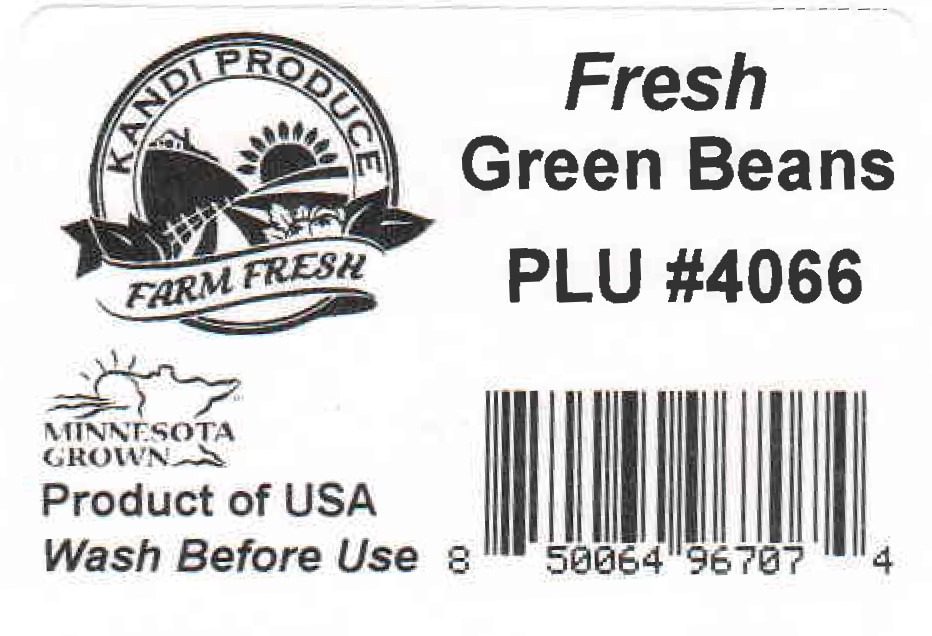 KANDI PRODUCE
FARM FRESH
Fresh
Green Beans
PLU #4066
MINNESOTA
GROWN
Product of USA
Wash Before Use
8 50064 96707 4